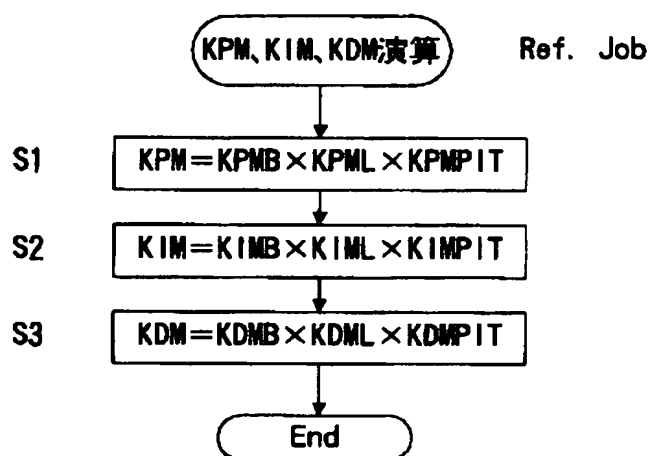 KPM、KIM、KDM演算 Ref. Job
S1 KPM=KPMB×KPML×KPMPIT
S2 KIM=KIMB×KIML×KIMPIT
S3 KDM=KDMB×KDML×KDMPIT
End